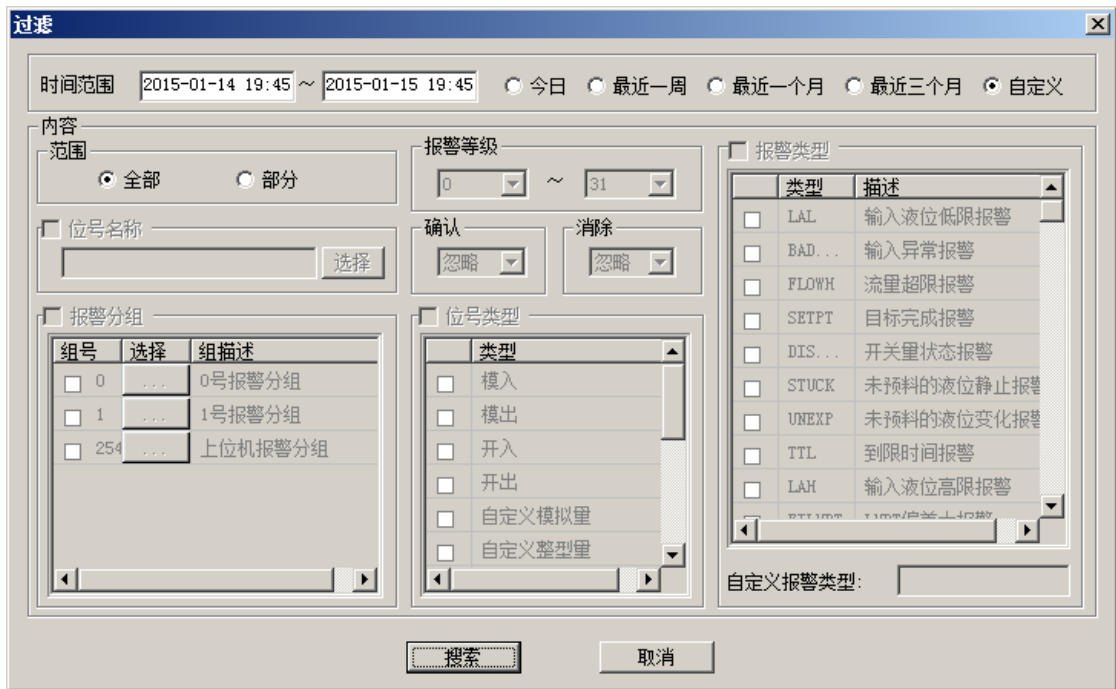 过滤
时间范围 2015-01-14 19:45 ~ 2015-01-15 19:45 今日 最近一周 最近一个月 最近三个月 自定义
内容
范围
全部 部分
位号名称
选择
报警分组
组号 选择 组描述
0 ... 0号报警分组
1 ... 1号报警分组
254 ... 上位机报警分组
报警等级
0 ~ 31
确认 消除
忽略 忽略
位号类型
类型
模入
模出
开入
开出
自定义模拟量
自定义整型量
报警类型
类型 描述
LAL 输入液位低限报警
BAD... 输入异常报警
FLOWH 流量超限报警
SETPT 目标完成报警
DIS... 开关量状态报警
STUCK 未预料的液位静止报警
UNEXP 未预料的液位变化报警
TTL 到限时间报警
LAH 输入液位高限报警
自定义报警类型:
搜索 取消